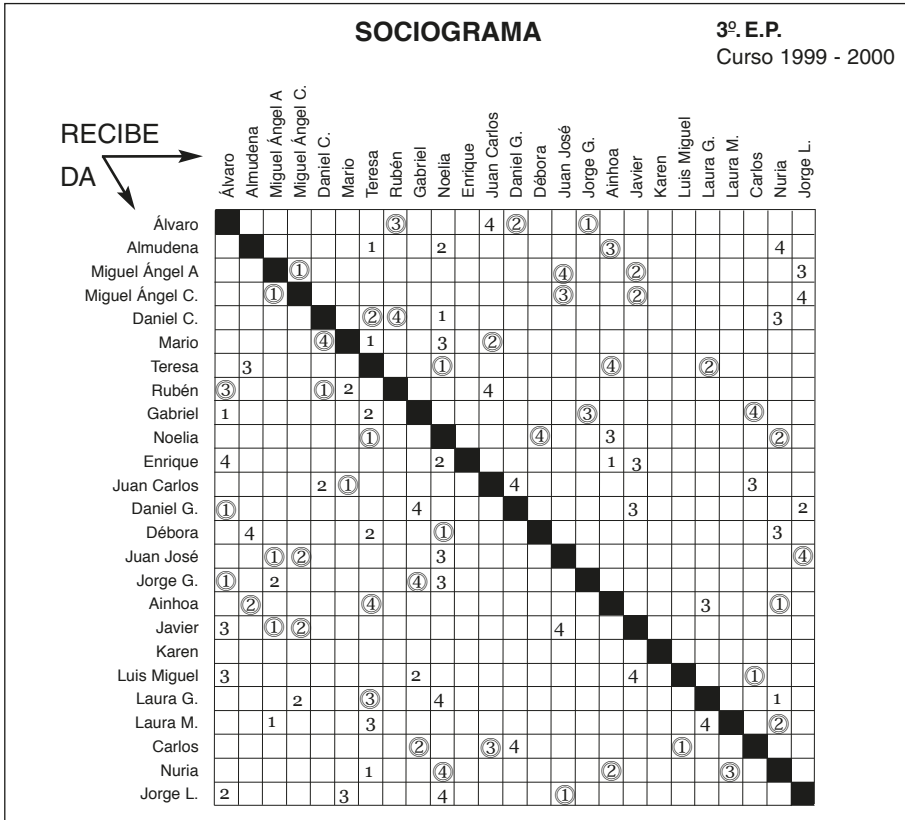 SOCIOGRAMA
3º. E.P.
Curso 1999 - 2000
RECIBE
DA
Álvaro
Almudena
Miguel Ángel A
Miguel Ángel C.
Daniel C.
Mario
Teresa
Rubén
Gabriel
Noelia
Enrique
Juan Carlos
Daniel G.
Débora
Juan José
Jorge G.
Ainhoa
Javier
Karen
Luis Miguel
Laura G.
Laura M.
Carlos
Nuria
Jorge L.
Álvaro 3 4 2 1
Almudena 1 2 3 4
Miguel Ángel A 1 4 2 3
Miguel Ángel C. 1 3 2 4
Daniel C. 2 4 1 3
Mario 4 1 3 2
Teresa 3 1 4 2
Rubén 3 1 2 4
Gabriel 1 2 3 4
Noelia 1 4 3 2
Enrique 4 2 1 3
Juan Carlos 2 1 4 3
Daniel G. 1 4 3 2
Débora 4 2 1 3
Juan José 1 2 3 4
Jorge G. 1 2 4 3
Ainhoa 2 4 3 1
Javier 3 1 2 4
Karen
Luis Miguel 3 2 4 1
Laura G. 2 3 4 1
Laura M. 1 3 4 2
Carlos 2 3 4 1
Nuria 1 4 2 3
Jorge L. 2 3 4 1